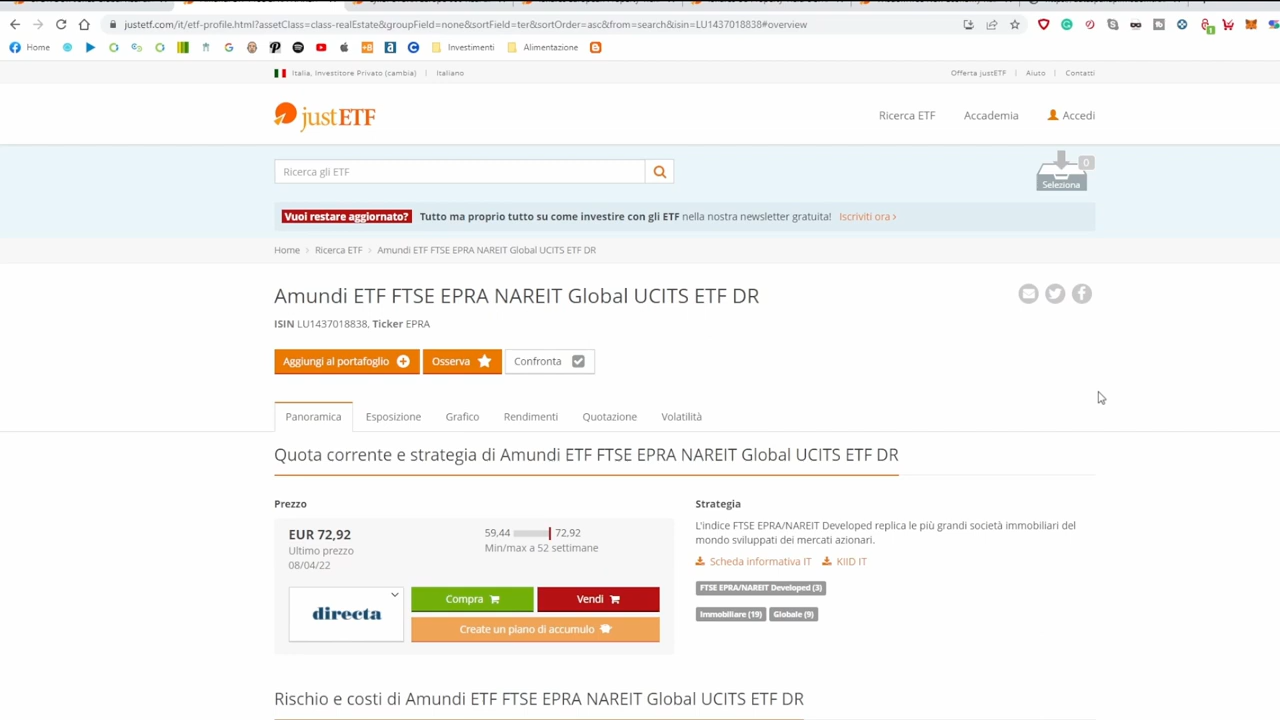 justetf.com/it/etf-profile.html?assetClass=class-realEstate&groupField=none&sortField=ter&sortOrder=asc&from=search&isin=LU1437018838#overview
Home
Investimenti
Alimentazione
Italia, Investitore Privato (cambia) | Italiano
Offerta justETF | Aiuto | Contatti
justETF
Ricerca ETF Accademia Accedi
Ricerca gli ETF
0
Seleziona
Vuoi restare aggiornato? Tutto ma proprio tutto su come investire con gli ETF nella nostra newsletter gratuita! Iscriviti ora ›
Home › Ricerca ETF › Amundi ETF FTSE EPRA NAREIT Global UCITS ETF DR
Amundi ETF FTSE EPRA NAREIT Global UCITS ETF DR
ISIN LU1437018838, Ticker EPRA
Aggiungi al portafoglio Osserva Confronta
Panoramica Esposizione Grafico Rendimenti Quotazione Volatilità
Quota corrente e strategia di Amundi ETF FTSE EPRA NAREIT Global UCITS ETF DR
Prezzo
EUR 72,92
Ultimo prezzo
08/04/22
59,44 72,92
Min/max a 52 settimane
directa
Compra
Vendi
Create un piano di accumulo
Strategia
L'indice FTSE EPRA/NAREIT Developed replica le più grandi società immobiliari del
mondo sviluppati dei mercati azionari.
Scheda informativa IT KIID IT
FTSE EPRA/NAREIT Developed (3)
Immobiliare (19) Globale (9)
Rischio e costi di Amundi ETF FTSE EPRA NAREIT Global UCITS ETF DR